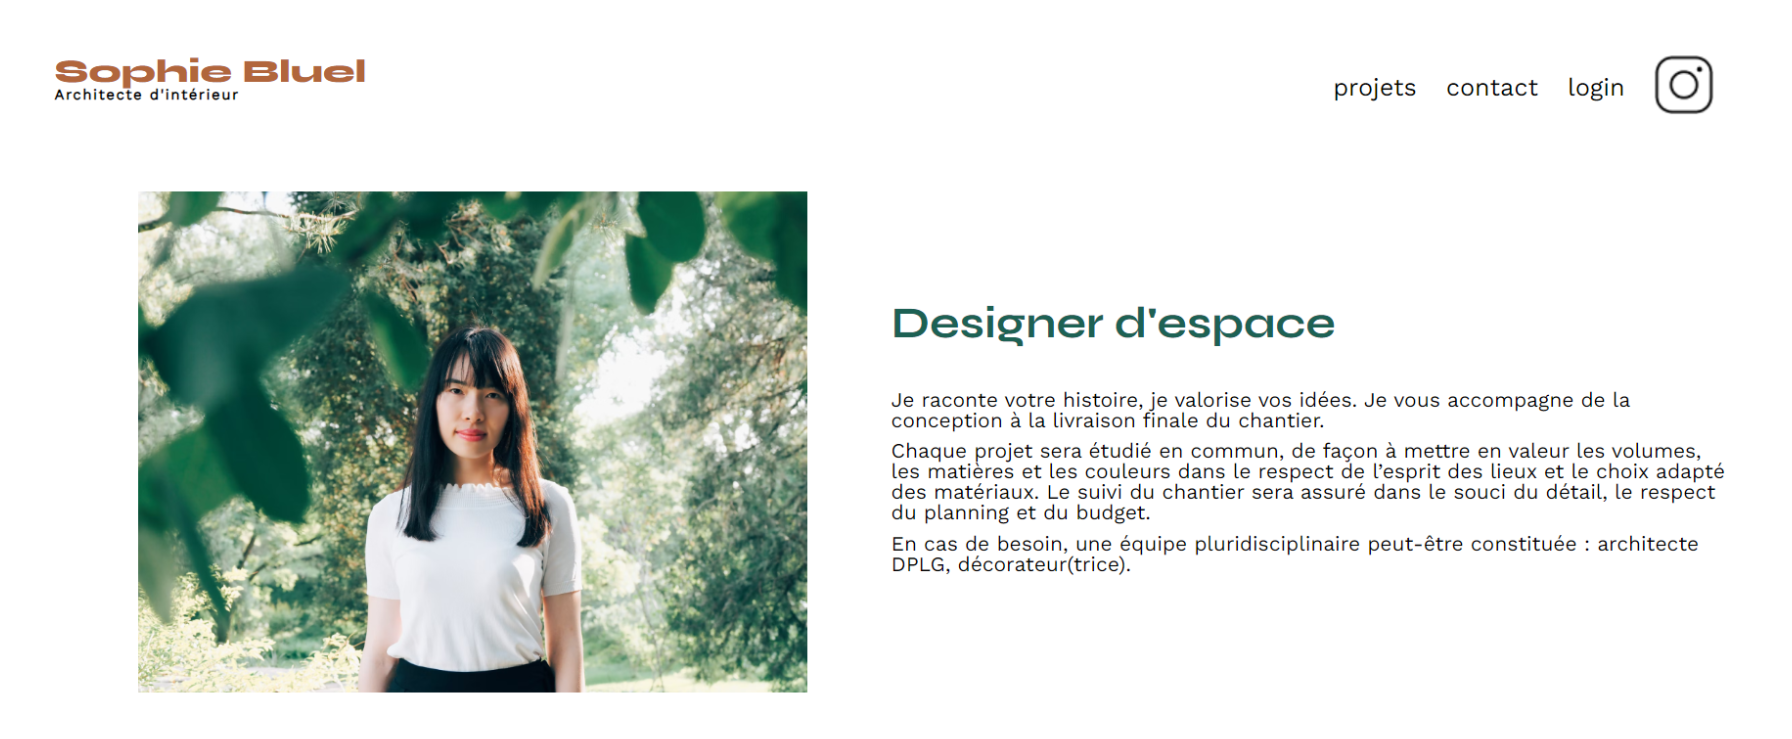 Sophie Bluel
Architecte d'intérieur
projets contact login
Designer d'espace
Je raconte votre histoire, je valorise vos idées. Je vous accompagne de la
conception à la livraison finale du chantier.
Chaque projet sera étudié en commun, de façon à mettre en valeur les volumes,
les matières et les couleurs dans le respect de l’esprit des lieux et le choix adapté
des matériaux. Le suivi du chantier sera assuré dans le souci du détail, le respect
du planning et du budget.
En cas de besoin, une équipe pluridisciplinaire peut-être constituée : architecte
DPLG, décorateur(trice).